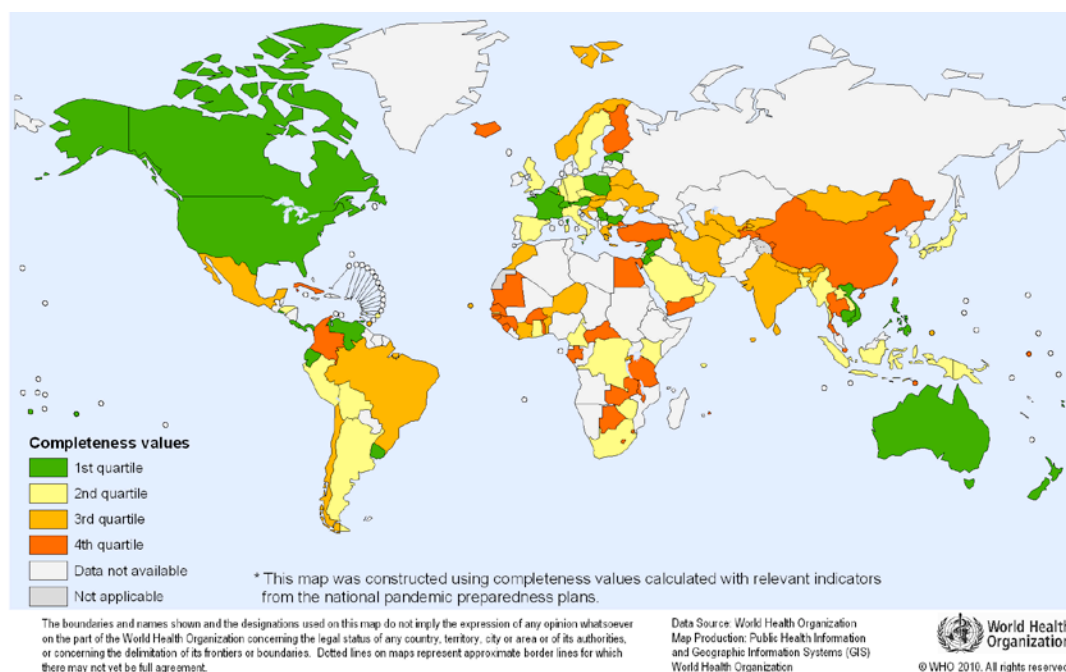 Completeness values
1st quartile
2nd quartile
3rd quartile
4th quartile
Data not available
Not applicable
* This map was constructed using completeness values calculated with relevant indicators
from the national pandemic preparedness plans.
The boundaries and names shown and the designations used on this map do not imply the expression of any opinion whatsoever
on the part of the World Health Organization concerning the legal status of any country, territory, city or area or of its authorities,
or concerning the delimitation of its frontiers or boundaries. Dotted lines on maps represent approximate border lines for which
there may not yet be full agreement.
Data Source: World Health Organization
Map Production: Public Health Information
and Geographic Information Systems (GIS)
World Health Organization
World Health
Organization
© WHO 2010. All rights reserved